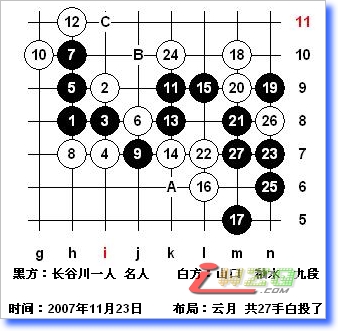 12 C 11
10 7 B 24 18 10
5 2 11 15 20 19 9
1 3 6 13 21 26 8
8 4 9 14 22 27 23 7
A 16 25 6
17 5
g h i j k l m n
黑方：长谷川一人 名人 白方：山口 釉水 九段
时间：2007年11月23日 布局：云月 共27手白投了